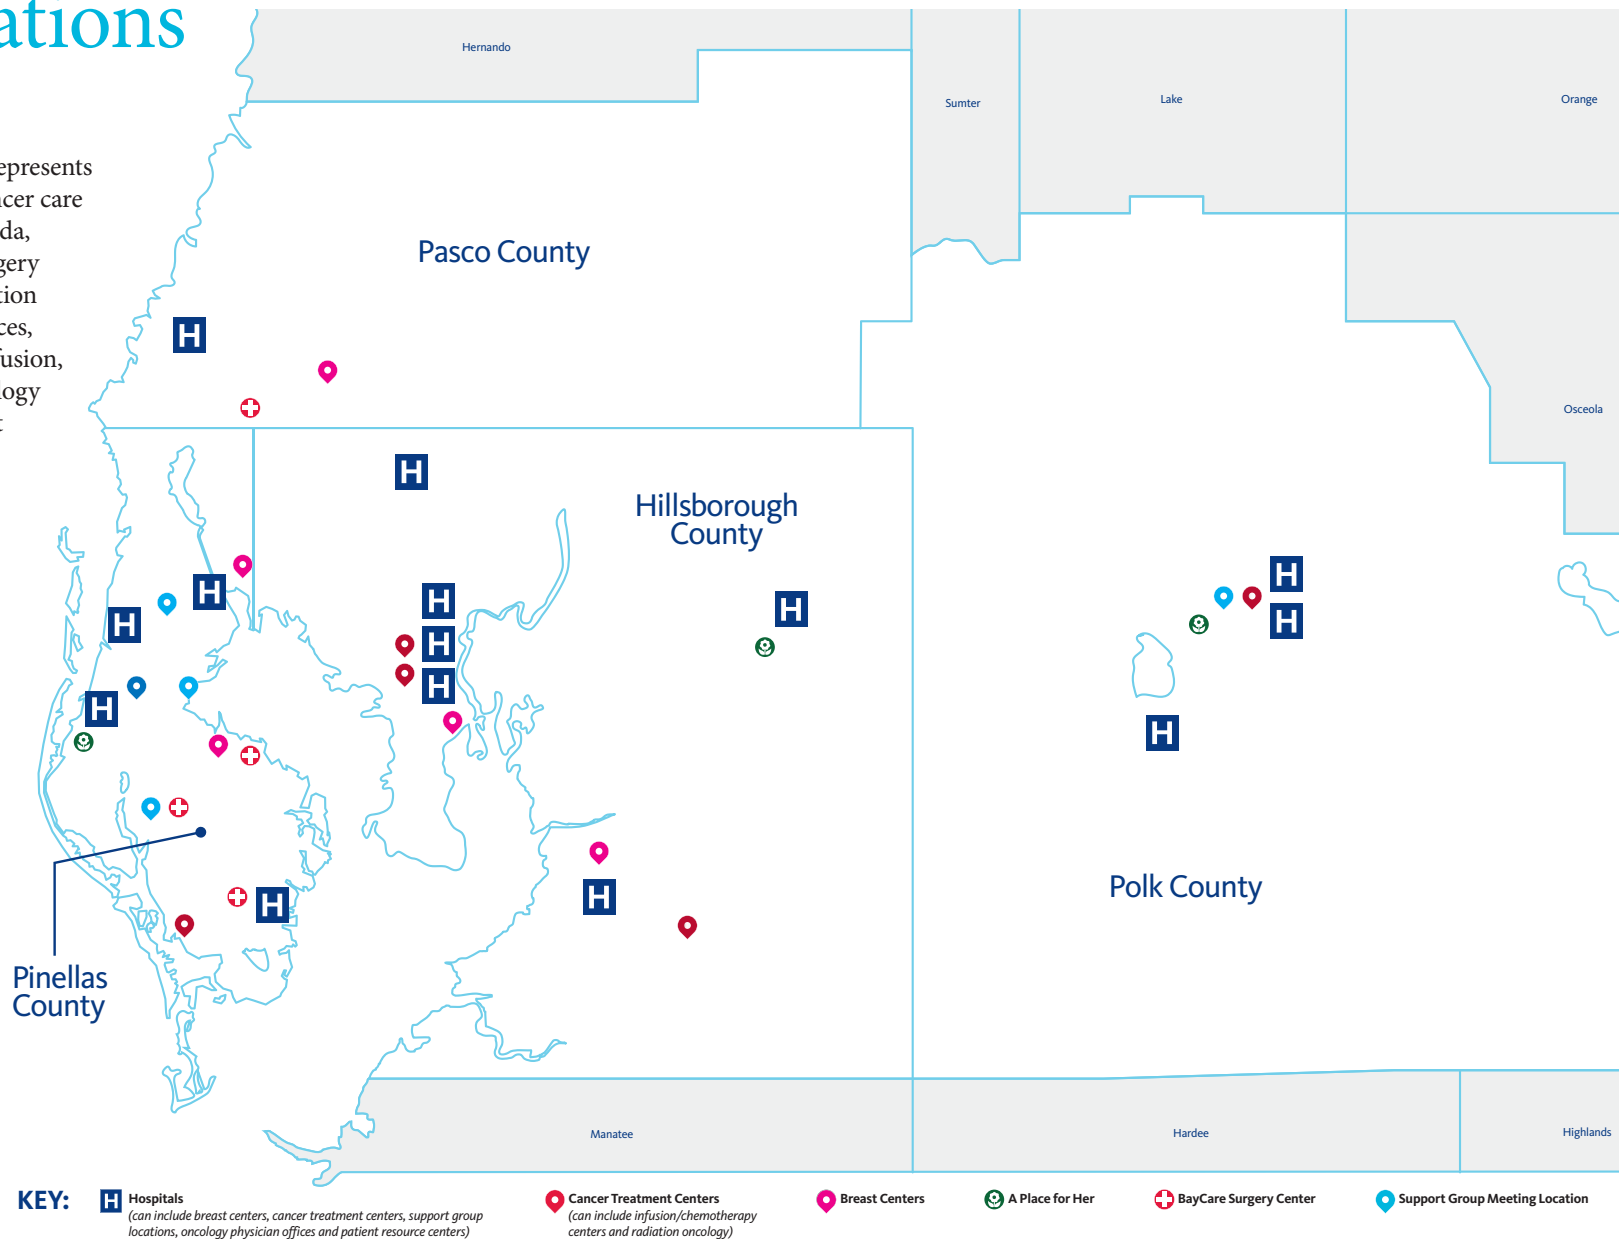 ations
epresents
ncer care
da,
gery
tion
ces,
fusion,
logy
t
Hernando
Sumter
Lake
Orange
Pasco County
Osceola
H
H
Hillsborough
County
H
H
H
H
H
H
H
H
H
H
H
H
Polk County
H
Pinellas
County
Manatee
Hardee
Highlands
KEY:
H Hospitals
(can include breast centers, cancer treatment centers, support group
locations, oncology physician offices and patient resource centers)
Cancer Treatment Centers
(can include infusion/chemotherapy
centers and radiation oncology)
Breast Centers
A Place for Her
BayCare Surgery Center
Support Group Meeting Location